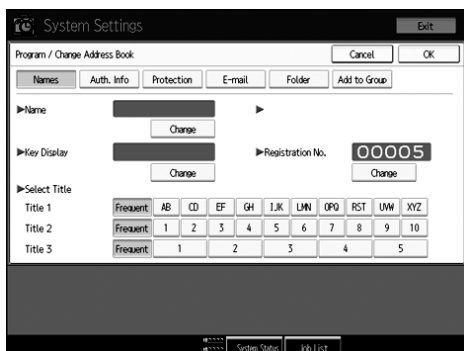 System Settings Exit
Program / Change Address Book Cancel OK
Names Auth. Info Protection E-mail Folder Add to Group
▶Name ▶
Change
▶Key Display ▶Registration No. 00005
Change Change
▶Select Title
Title 1 Frequent AB CD EF GH IJK LMN OPQ RST UVW XYZ
Title 2 Frequent 1 2 3 4 5 6 7 8 9 10
Title 3 Frequent 1 2 3 4 5
System Status Job List